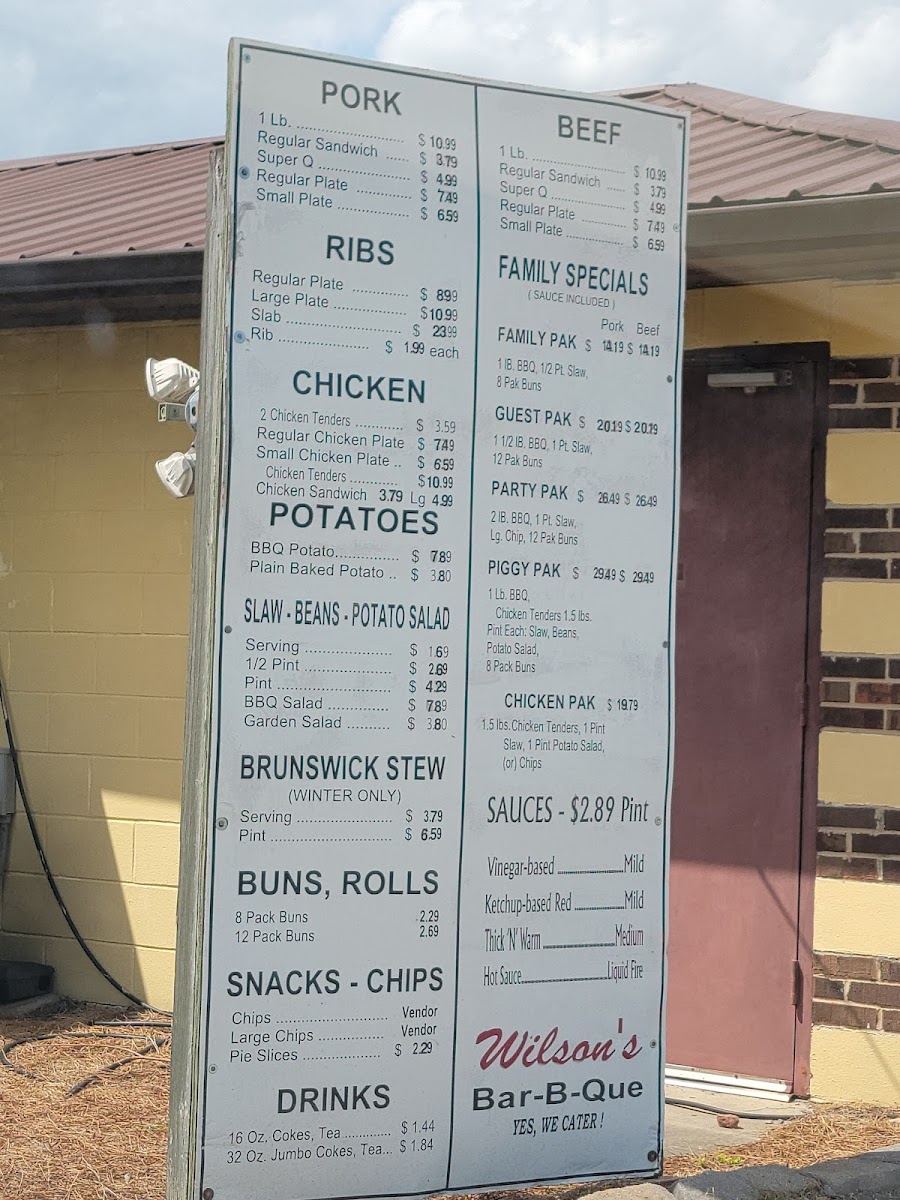 PORK
1 Lb. .......................... $ 10.99
Regular Sandwich ...... $ 3.79
Super Q ........................ $ 4.99
Regular Plate ............... $ 7.49
Small Plate ................... $ 6.59
RIBS
Regular Plate .............. $ 8.99
Large Plate .................. $10.99
Slab ............................. $ 23.99
Rib ............................. $ 1.99 each
CHICKEN
2 Chicken Tenders ............ $ 3.59
Regular Chicken Plate $ 7.49
Small Chicken Plate .. $ 6.59
Chicken Tenders ............ $10.99
Chicken Sandwich 3.79 Lg 4.99
POTATOES
BBQ Potato................ $ 7.89
Plain Baked Potato .. $ 3.80
SLAW - BEANS - POTATO SALAD
Serving ...................... $ 1.69
1/2 Pint ...................... $ 2.69
Pint ............................ $ 4.29
BBQ Salad ............... $ 7.89
Garden Salad ........... $ 3.80
BRUNSWICK STEW
(WINTER ONLY)
Serving ........................ $ 3.79
Pint .............................. $ 6.59
BUNS, ROLLS
8 Pack Buns 2.29
12 Pack Buns 2.69
SNACKS - CHIPS
Chips ............................ Vendor
Large Chips ................. Vendor
Pie Slices .................... $ 2.29
DRINKS
16 Oz. Cokes, Tea ............. $ 1.44
32 Oz. Jumbo Cokes, Tea... $ 1.84
BEEF
1 Lb. ........................... $ 10.99
Regular Sandwich ...... $ 3.79
Super Q ...................... $ 4.99
Regular Plate .............. $ 7.49
Small Plate .................. $ 6.59
FAMILY SPECIALS
( SAUCE INCLUDED )
Pork Beef
FAMILY PAK $ 14.19 $ 14.19
1 lB. BBQ, 1/2 Pt. Slaw,
8 Pak Buns
GUEST PAK $ 20.19 $ 20.19
1 1/2 lB. BBQ, 1 Pt. Slaw,
12 Pak Buns
PARTY PAK $ 26.49 $ 26.49
2 lB. BBQ, 1 Pt. Slaw,
Lg. Chip, 12 Pak Buns
PIGGY PAK $ 29.49 $ 29.49
1 Lb. BBQ,
Chicken Tenders 1.5 lbs.
Pint Each: Slaw, Beans,
Potato Salad,
8 Pack Buns
CHICKEN PAK $ 19.79
1.5 lbs. Chicken Tenders, 1 Pint
Slaw, 1 Pint Potato Salad,
(or) Chips
SAUCES - $2.89 Pint
Vinegar-based ......................Mild
Ketchup-based Red ..................Mild
Thick 'N' Warm ........................Medium
Hot Sauce............................Liquid Fire
Wilson's
Bar-B-Que
YES, WE CATER !